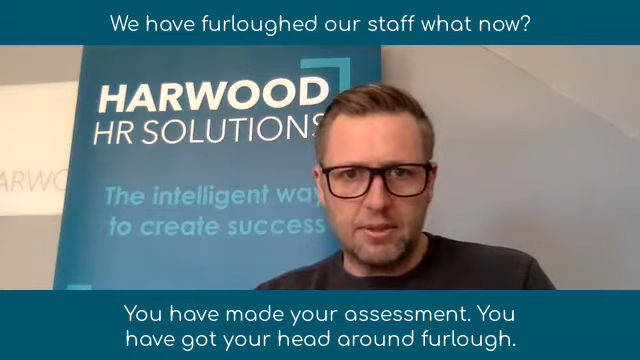 We have furloughed our staff what now?
HARWOOD
HR SOLUTIONS
The intelligent way
to create success
ARWO
You have made your assessment. You
have got your head around furlough.